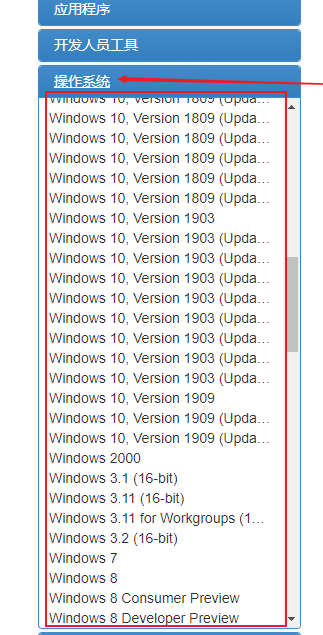 应用程序
开发人员工具
操作系统
Windows 10, Version 1809 (Upda…
Windows 10, Version 1809 (Upda…
Windows 10, Version 1809 (Upda…
Windows 10, Version 1809 (Upda…
Windows 10, Version 1809 (Upda…
Windows 10, Version 1809 (Upda…
Windows 10, Version 1903
Windows 10, Version 1903 (Upda…
Windows 10, Version 1903 (Upda…
Windows 10, Version 1903 (Upda…
Windows 10, Version 1903 (Upda…
Windows 10, Version 1903 (Upda…
Windows 10, Version 1903 (Upda…
Windows 10, Version 1903 (Upda…
Windows 10, Version 1903 (Upda…
Windows 10, Version 1909
Windows 10, Version 1909 (Upda…
Windows 10, Version 1909 (Upda…
Windows 2000
Windows 3.1 (16-bit)
Windows 3.11 (16-bit)
Windows 3.11 for Workgroups (1…
Windows 3.2 (16-bit)
Windows 7
Windows 8
Windows 8 Consumer Preview
Windows 8 Developer Preview